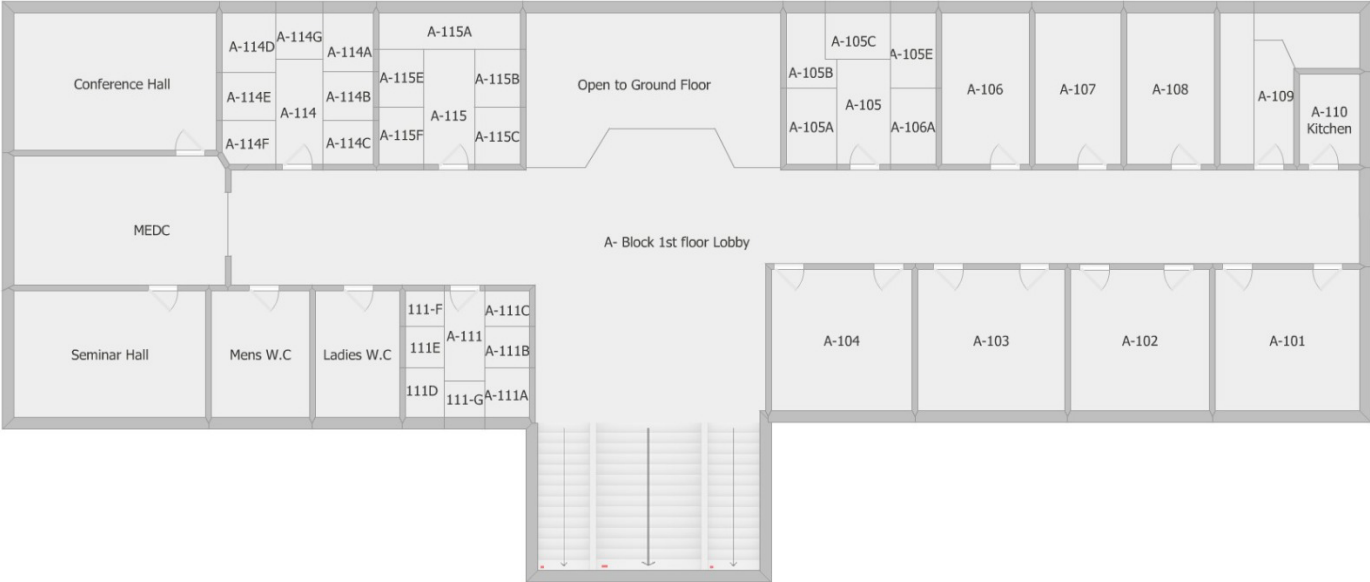 Conference Hall
A-114D
A-114G
A-114A
A-114E
A-114
A-114B
A-114F
A-114C
A-115A
A-115E
A-115B
A-115
A-115F
A-115C
Open to Ground Floor
A-105C
A-105E
A-105B
A-105
A-105A
A-106A
A-106
A-107
A-108
A-109
A-110
Kitchen
MEDC
A- Block 1st floor Lobby
Seminar Hall
Mens W.C
Ladies W.C
111-F
A-111C
A-111
111E
A-111B
111D
111-G
A-111A
A-104
A-103
A-102
A-101